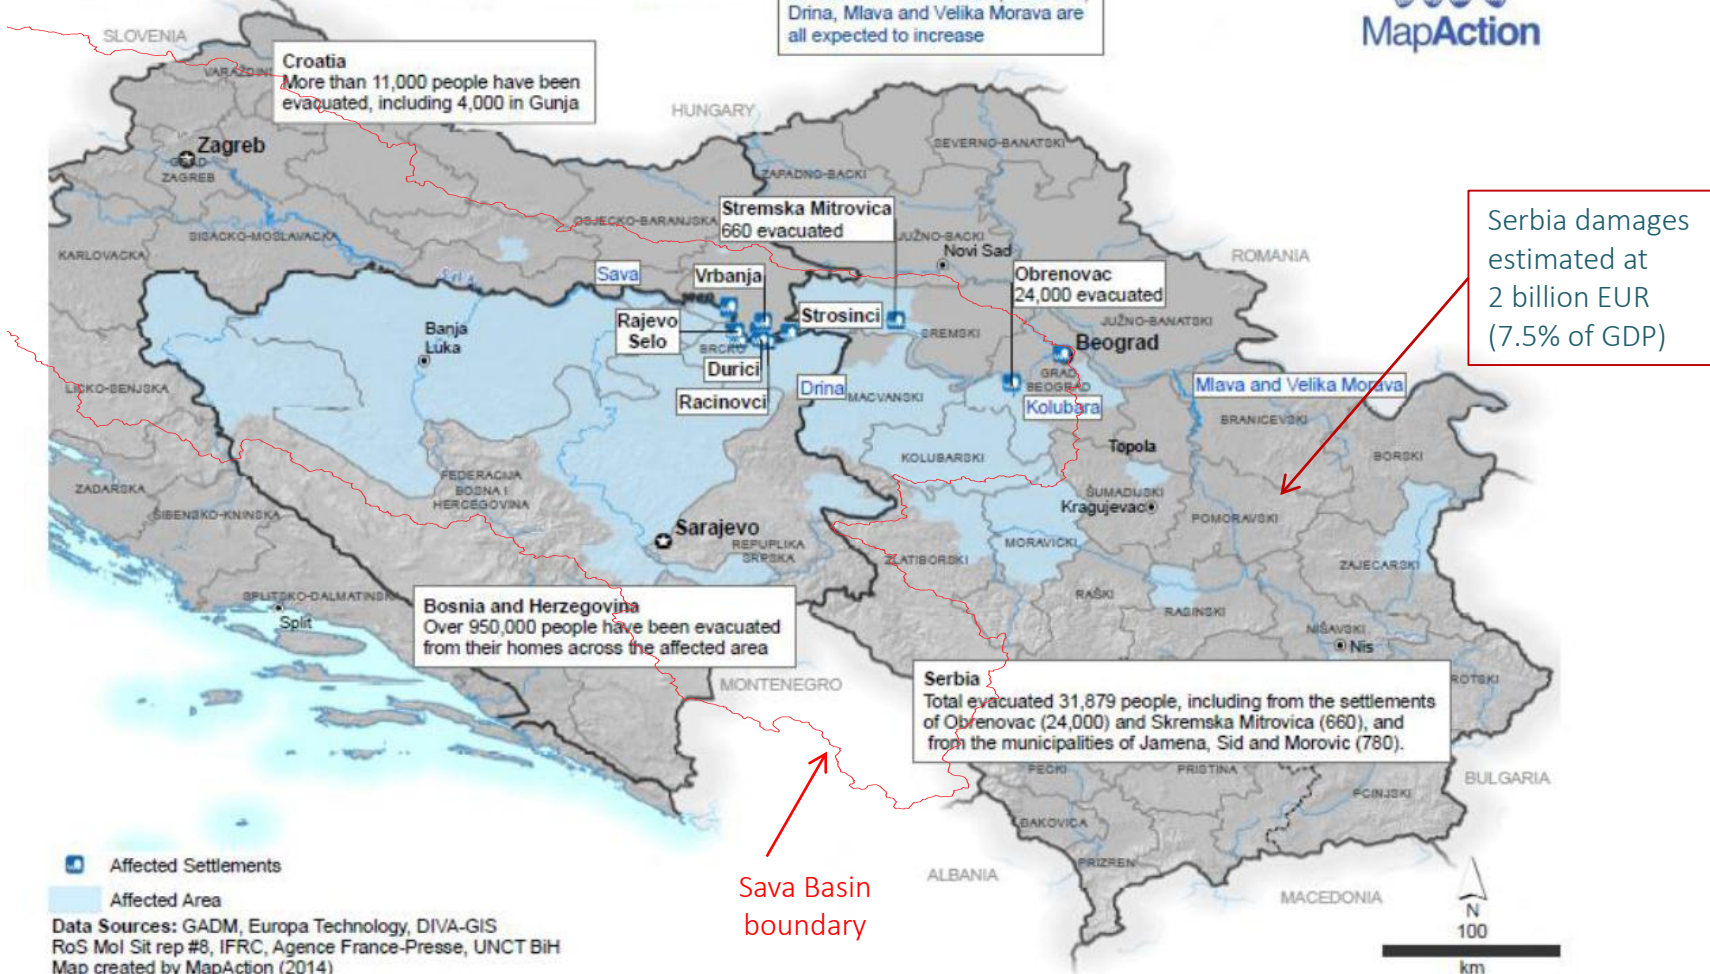 Drina, Mlava and Velika Morava are
all expected to increase
MapAction
SLOVENIA
Croatia
More than 11,000 people have been
evacuated, including 4,000 in Gunja
HUNGARY
Zagreb
GRAD
ZAGREB
SEVERNO-BANATSKI
ZAPADNO-BACKI
Stremska Mitrovica
660 evacuated
OSJECKO-BARANJSKA
JUŽNO-BACKI
SISACKO-MOSLAVACKA
KARLOVACKA
Novi Sad
ROMANIA
Serbia damages
estimated at
2 billion EUR
(7.5% of GDP)
Sava
Vrbanja
Obrenovac
24,000 evacuated
Rajevo
Selo
Strosinci
SREMSKI
JUŽNO-BANATSKI
Banja
Luka
BRCKO
Beograd
Durici
GRAD
BEOGRAD
LICKO-SENJSKA
Racinovci
Drina
MACVANSKI
Kolubara
Mlava and Velika Morava
BRANICEVSKI
Topola
KOLUBARSKI
BORSKI
FEDERACIJA
BOSNA I
HERCEGOVINA
ZADARSKA
ŠIBENSKO-KNINSKA
ŠUMADIJSKI
Kragujevac
POMORAVSKI
Sarajevo
REPUPLIKA
SRPSKA
MORAVICKI
ZLATIBORSKI
ZAJECARSKI
SPLITSKO-DALMATINSKA
Split
RAŠKI
RASINSKI
NIŠAVSKI
Nis
Bosnia and Herzegovina
Over 950,000 people have been evacuated
from their homes across the affected area
MONTENEGRO
Serbia
Total evacuated 31,879 people, including from the settlements
of Obrenovac (24,000) and Skremska Mitrovica (660), and
from the municipalities of Jamena, Sid and Morovic (780).
ROTSKI
PECKI
PRISTINA
BULGARIA
PCINJSKI
ĐAKOVICA
PRIZREN
ALBANIA
MACEDONIA
Sava Basin
boundary
Affected Settlements
Affected Area
Data Sources: GADM, Europa Technology, DIVA-GIS
RoS MoI Sit rep #8, IFRC, Agence France-Presse, UNCT BiH
Map created by MapAction (2014)
N
100
km